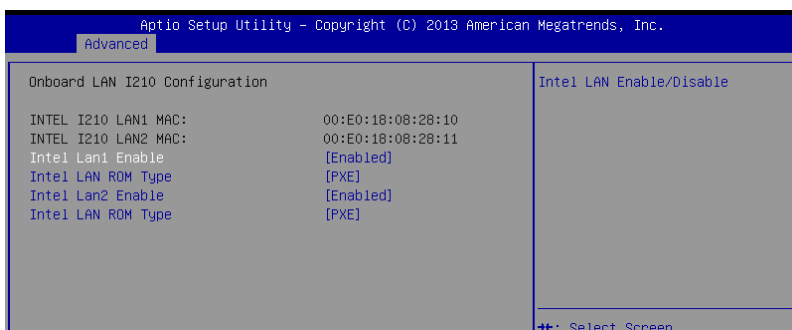 Aptio Setup Utility – Copyright (C) 2013 American Megatrends, Inc.
Advanced
Onboard LAN I210 Configuration
Intel LAN Enable/Disable
INTEL I210 LAN1 MAC: 00:E0:18:08:28:10
INTEL I210 LAN2 MAC: 00:E0:18:08:28:11
Intel Lan1 Enable [Enabled]
Intel LAN ROM Type [PXE]
Intel Lan2 Enable [Enabled]
Intel LAN ROM Type [PXE]
: Select Screen